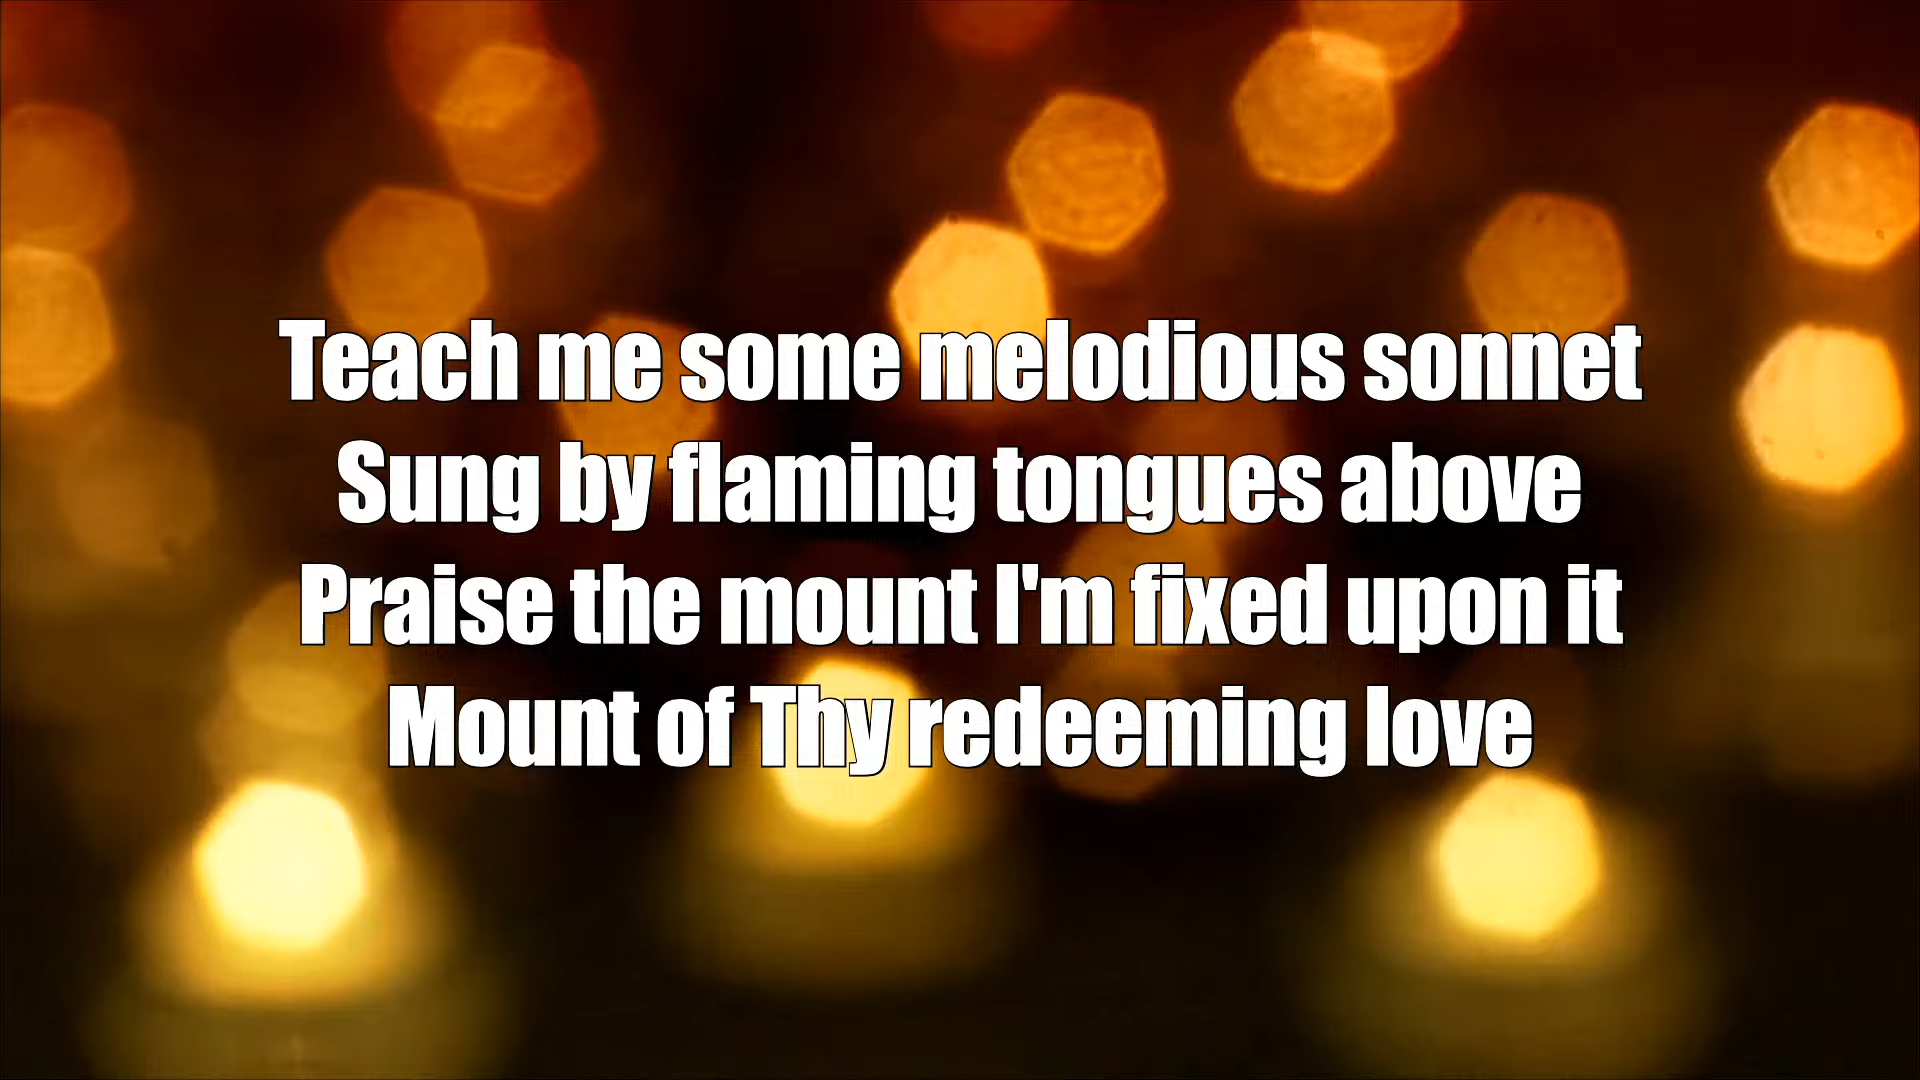 Teach me some melodious sonnet
Sung by flaming tongues above
Praise the mount I'm fixed upon it
Mount of Thy redeeming love